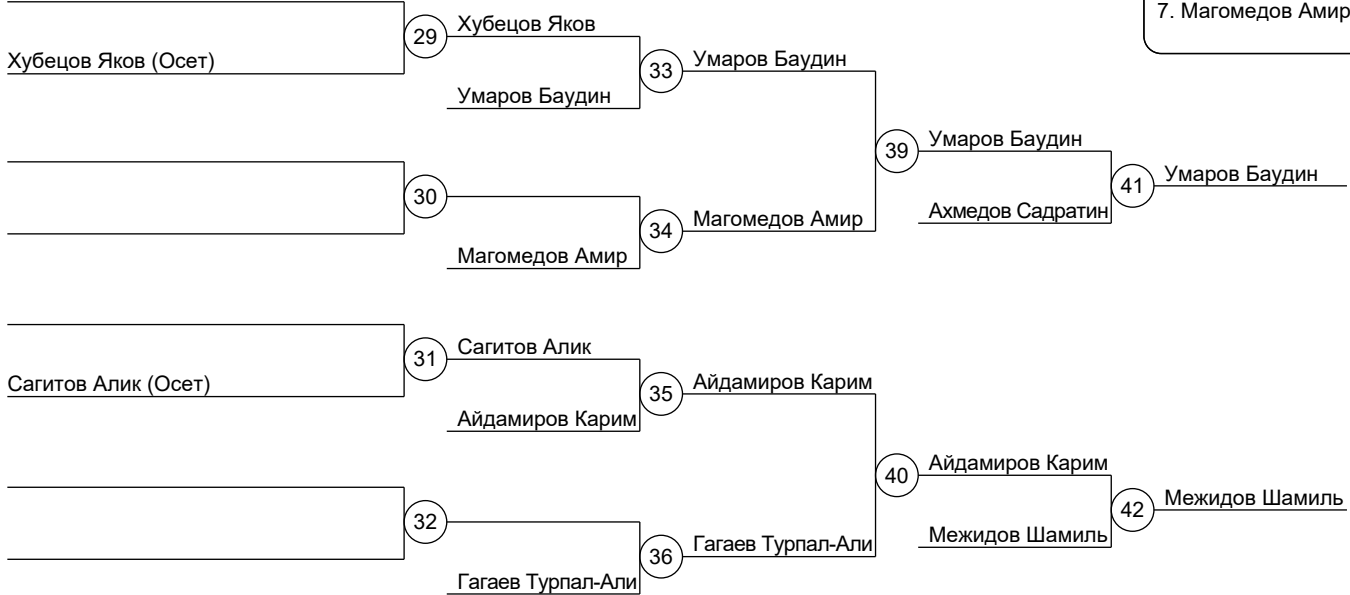 7. Магомедов Амир
29
Хубецов Яков
Хубецов Яков (Осет)
33
Умаров Баудин
Умаров Баудин
39
Умаров Баудин
30
41
Умаров Баудин
34
Магомедов Амир
Ахмедов Садратин
Магомедов Амир
31
Сагитов Алик
Сагитов Алик (Осет)
35
Айдамиров Карим
Айдамиров Карим
40
Айдамиров Карим
32
42
Межидов Шамиль
36
Гагаев Турпал-Али
Межидов Шамиль
Гагаев Турпал-Али